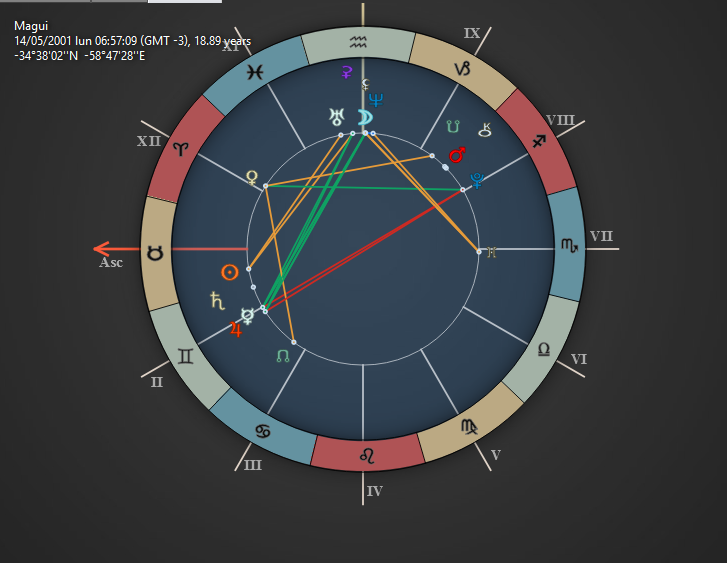 Magui
14/05/2001 lun 06:57:09 (GMT -3), 18.89 years
-34°38'02''N -58°47'28''E
XI
IX
VIII
XII
Asc
VII
II
VI
III
V
IV